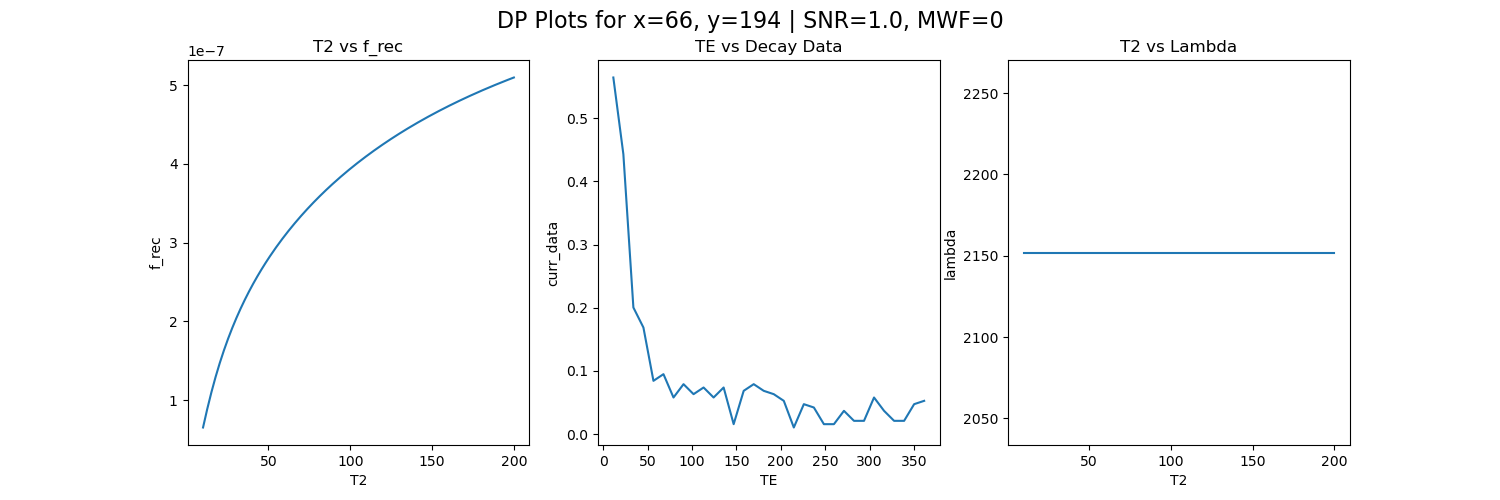 DP Plots for x=66, y=194 | SNR=1.0, MWF=0
T2 vs f_rec
1e−7
5
4
3
2
1
f_rec
50 100 150 200
T2
TE vs Decay Data
0.5
0.4
0.3
0.2
0.1
0.0
curr_data
0 50 100 150 200 250 300 350
TE
T2 vs Lambda
2250
2200
2150
2100
2050
lambda
50 100 150 200
T2